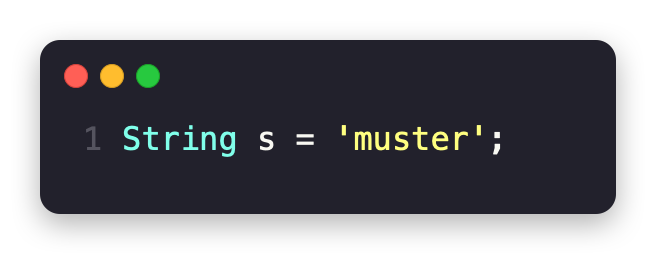 1 String s = 'muster';